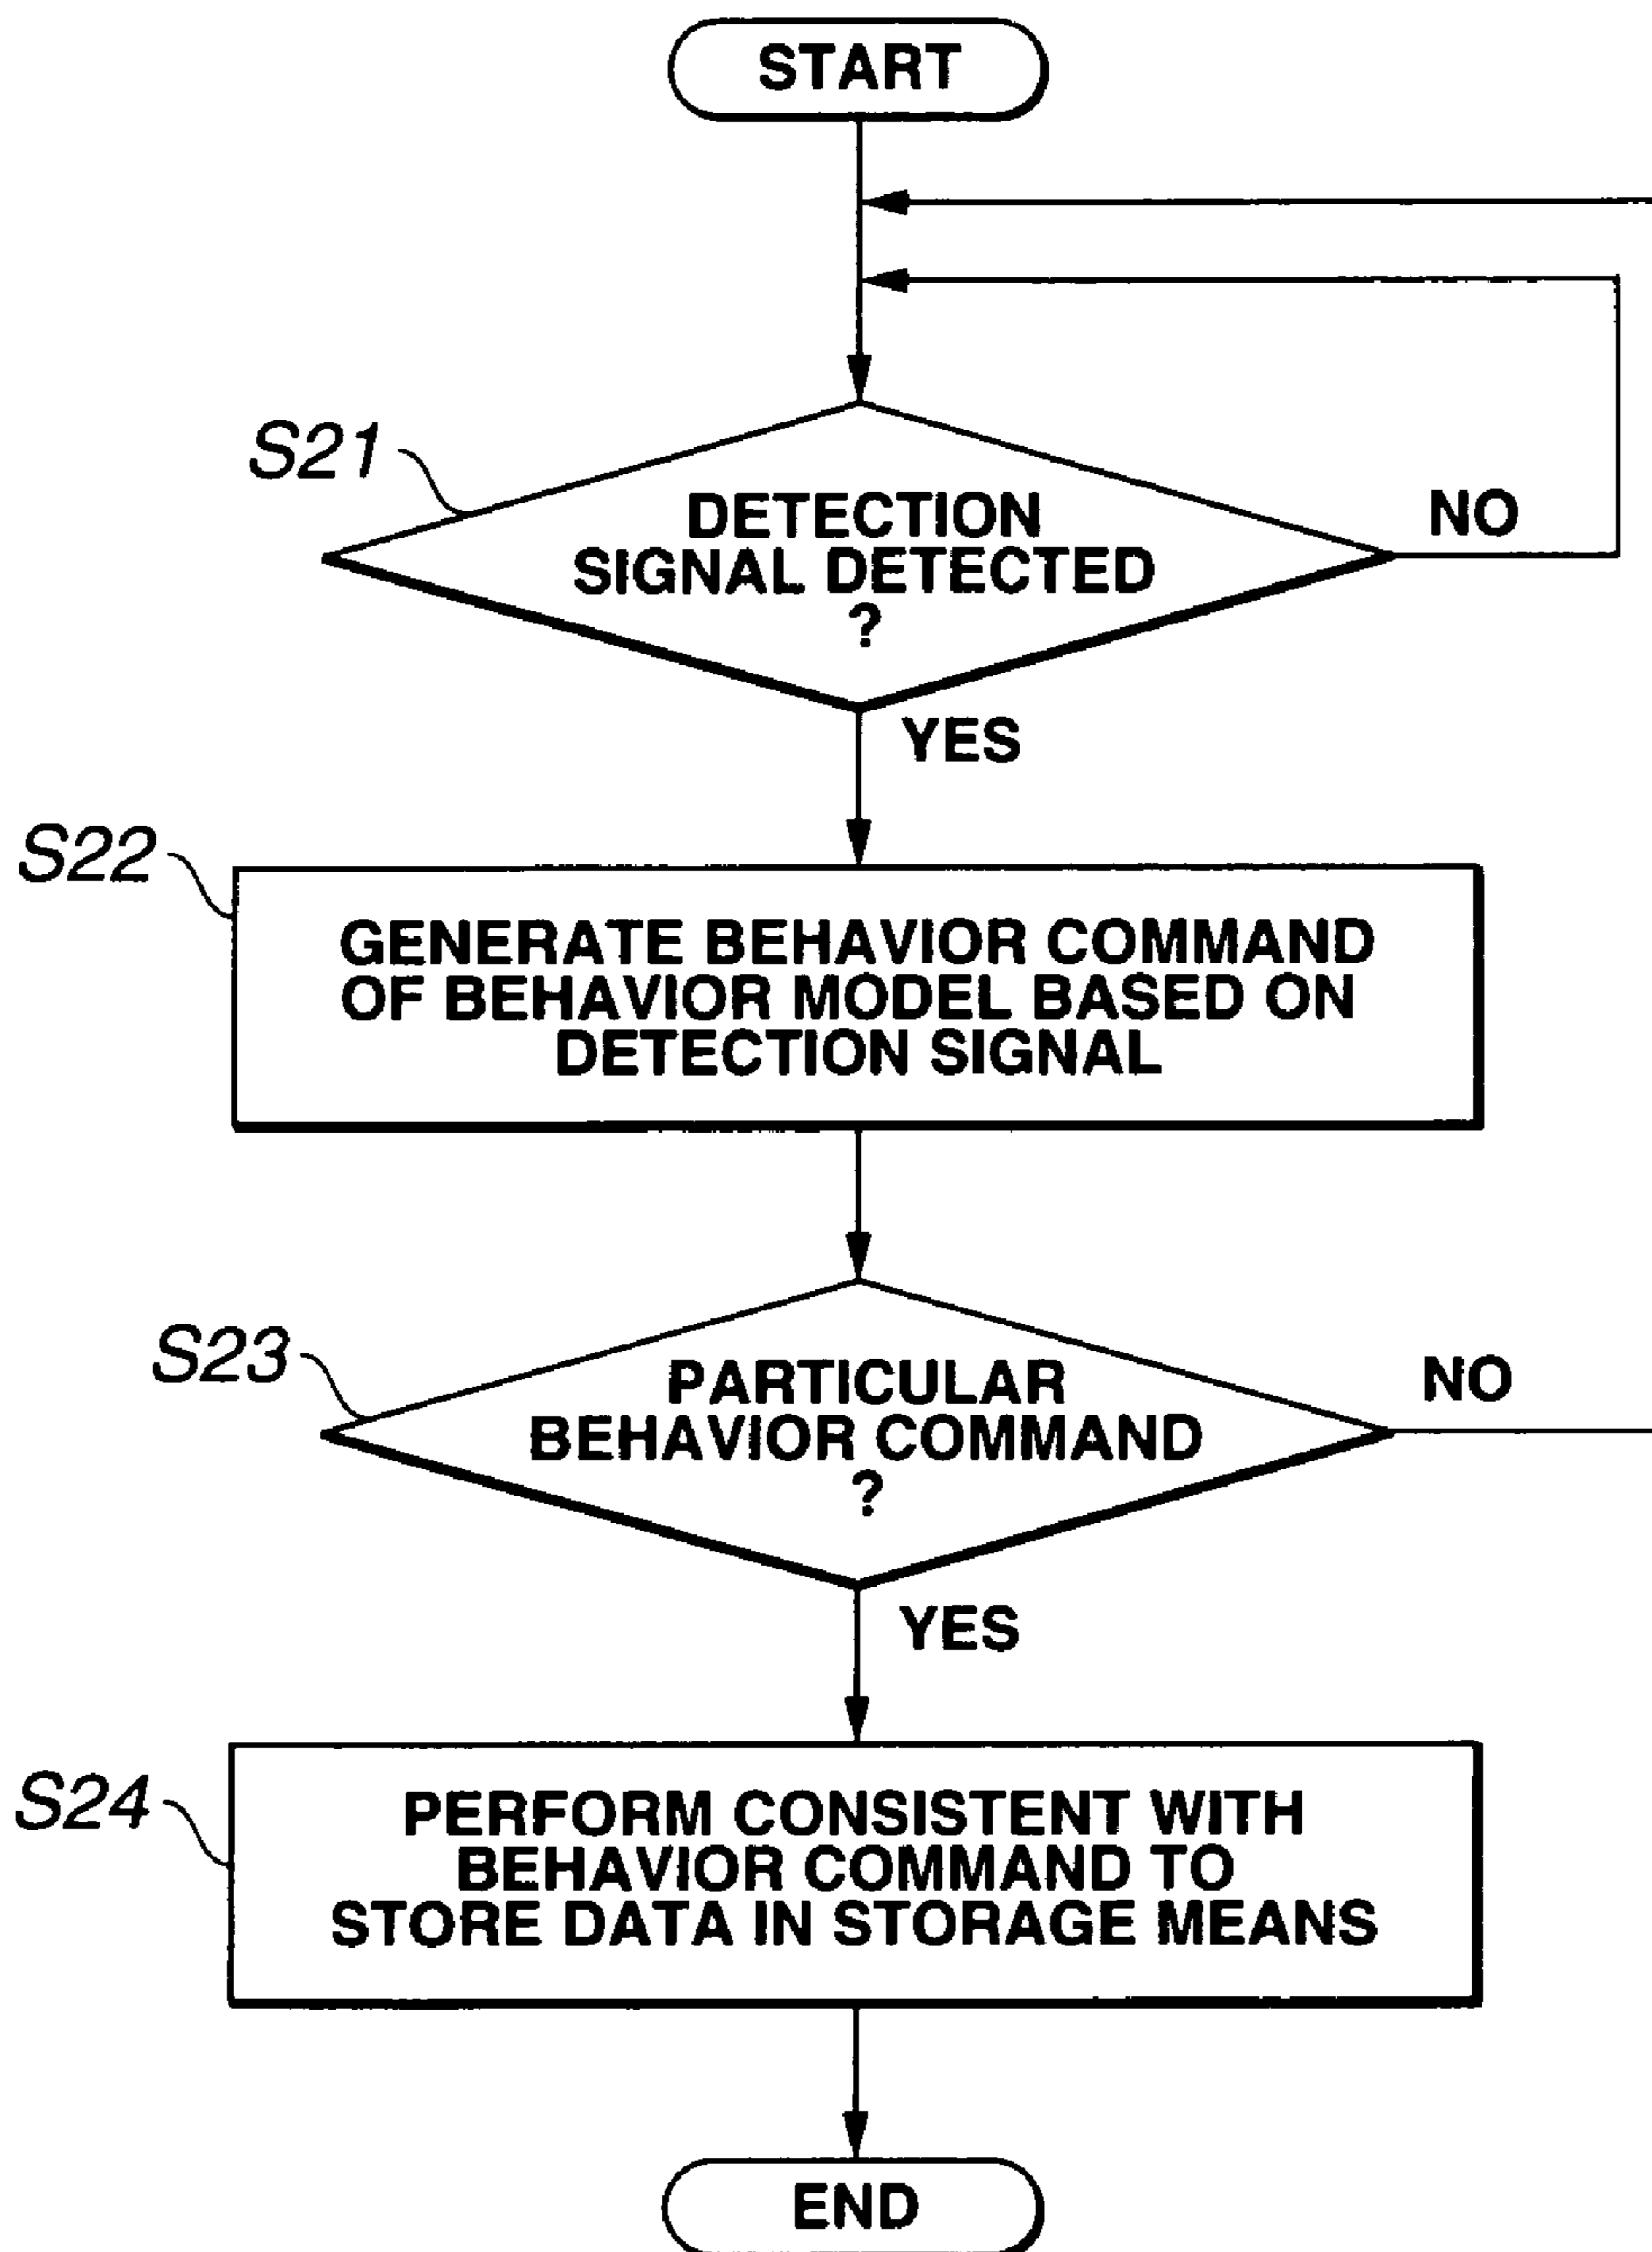 START
S21
DETECTION
SIGNAL DETECTED
?
NO
YES
S22
GENERATE BEHAVIOR COMMAND
OF BEHAVIOR MODEL BASED ON
DETECTION SIGNAL
S23
PARTICULAR
BEHAVIOR COMMAND
?
NO
YES
S24
PERFORM CONSISTENT WITH
BEHAVIOR COMMAND TO
STORE DATA IN STORAGE MEANS
END